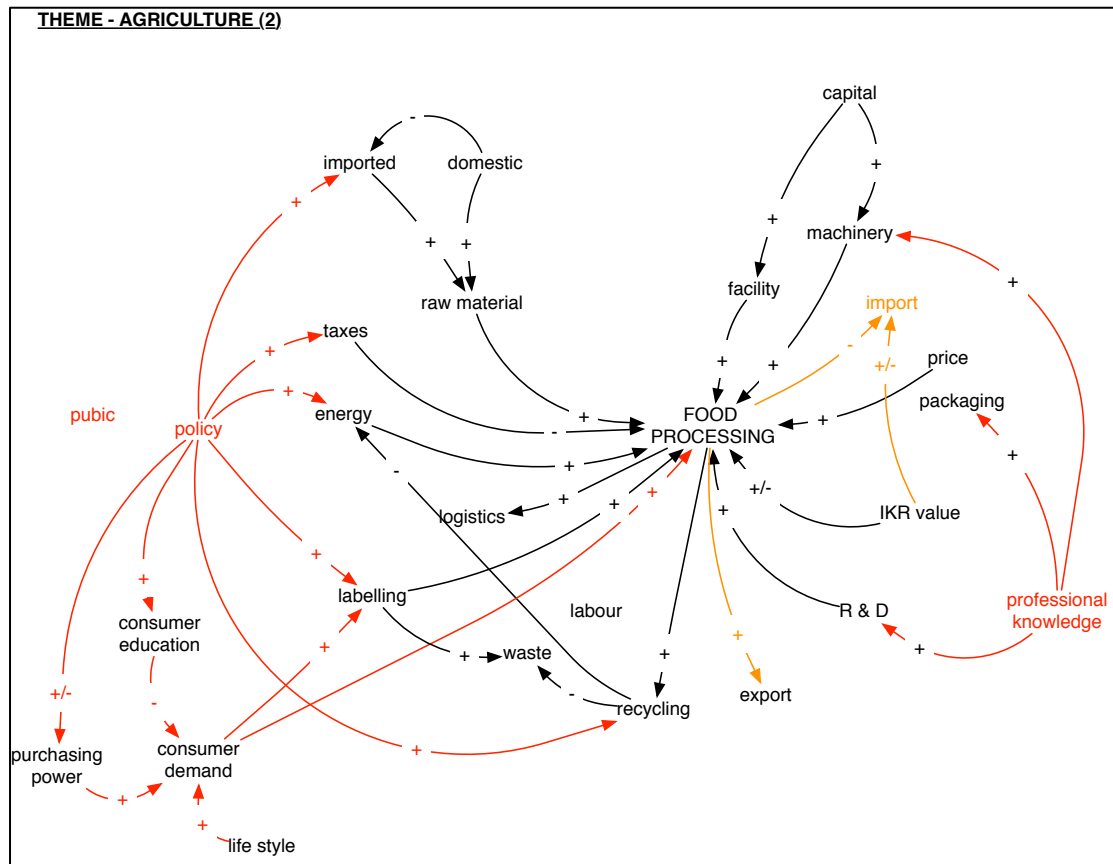 THEME - AGRICULTURE (2)
capital
-
imported
domestic
+
+
machinery
+
+
+
+
+
facility
import
raw material
taxes
-
+
price
+
+/-
+
+
packaging
+
energy
FOOD
+
+
pubic
policy
-
PROCESSING
+
+
-
+
+/-
+
+
+
IKR value
logistics
+
+
labelling
labour
R & D
professional
knowledge
+
consumer
education
+
+
+
waste
+
+
+/-
-
-
export
recycling
purchasing
power
consumer
demand
+
+
+
life style